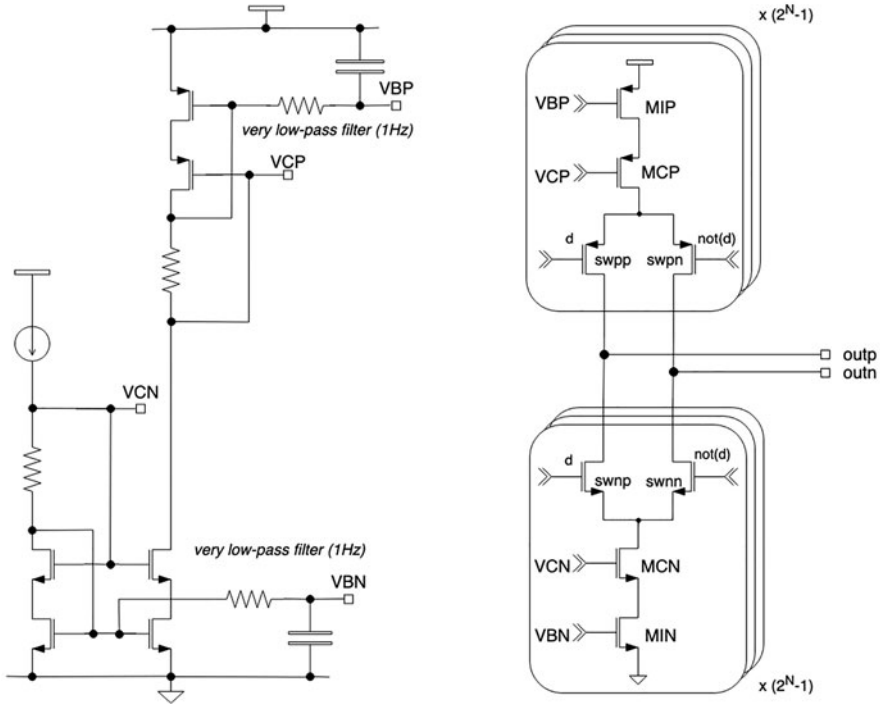 x (2^N-1)
VBP
very low-pass filter (1Hz)
VCP
VBP
MIP
VCP
MCP
d
not(d)
swpp
swpn
outp
outn
VCN
d
not(d)
swnp
swnn
very low-pass filter (1Hz)
VBN
VCN
MCN
VBN
MIN
x (2^N-1)